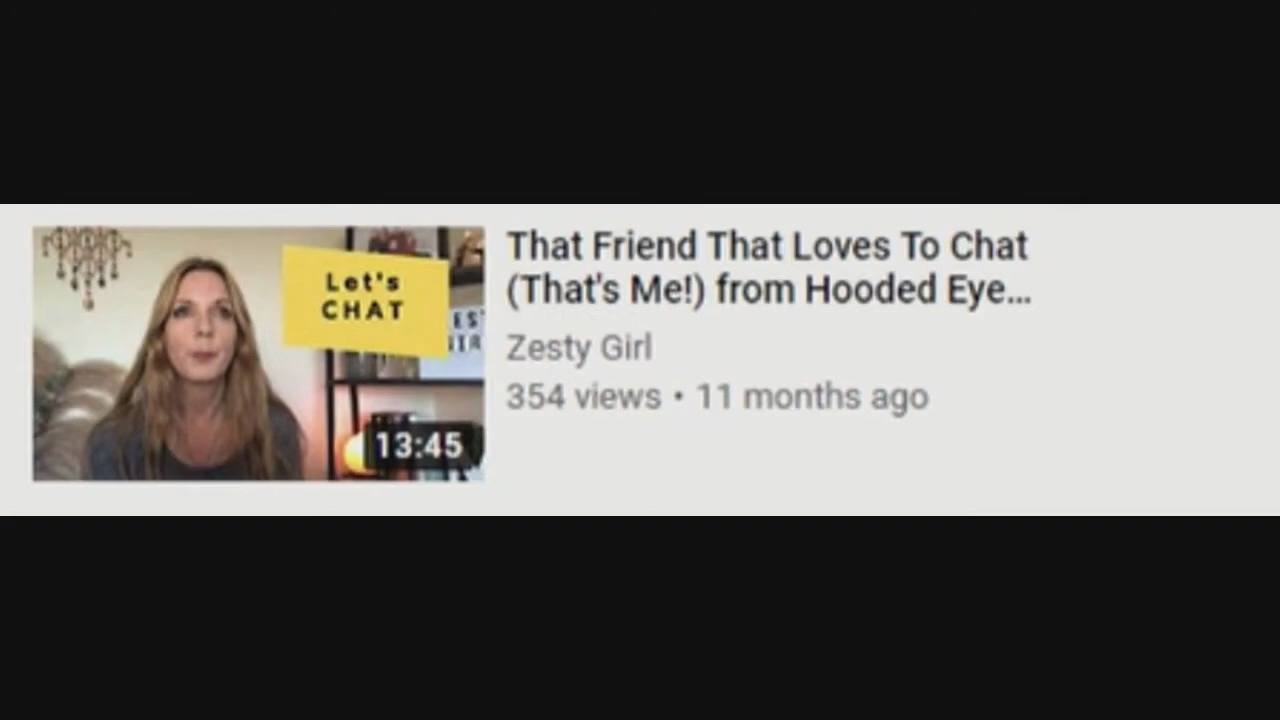 Let's
CHAT
13:45
That Friend That Loves To Chat
(That's Me!) from Hooded Eye...
Zesty Girl
354 views • 11 months ago